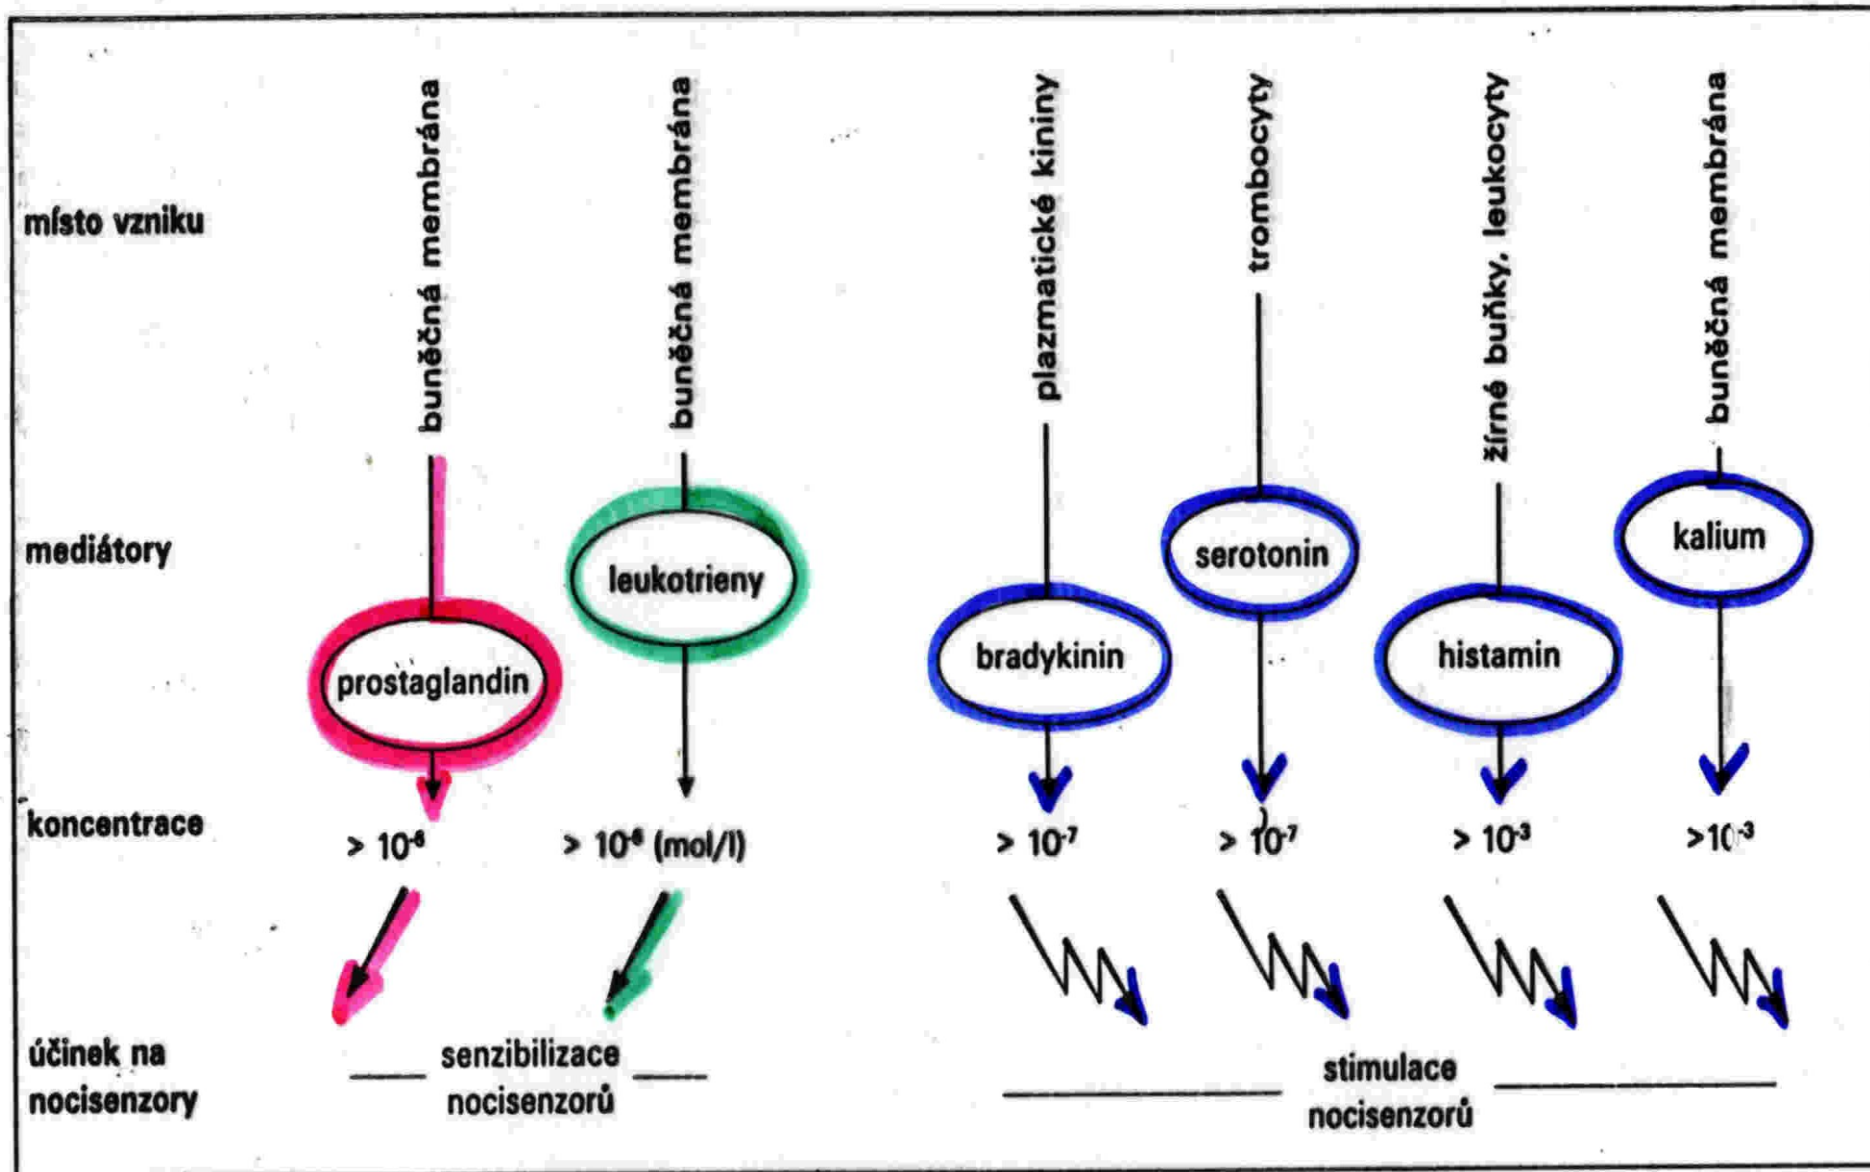 místo vzniku
buněčná membrána
buněčná membrána
plazmatické kininy
trombocyty
žírné buňky, leukocyty
buněčná membrána
mediátory
prostaglandin
leukotrieny
bradykinin
serotonin
histamin
kalium
koncentrace
> 10⁻⁶
> 10⁻⁶ (mol/l)
> 10⁻⁷
> 10⁻⁷
> 10⁻³
>10⁻³
účinek na
nocisenzory
senzibilizace
nocisenzorů
stimulace
nocisenzorů